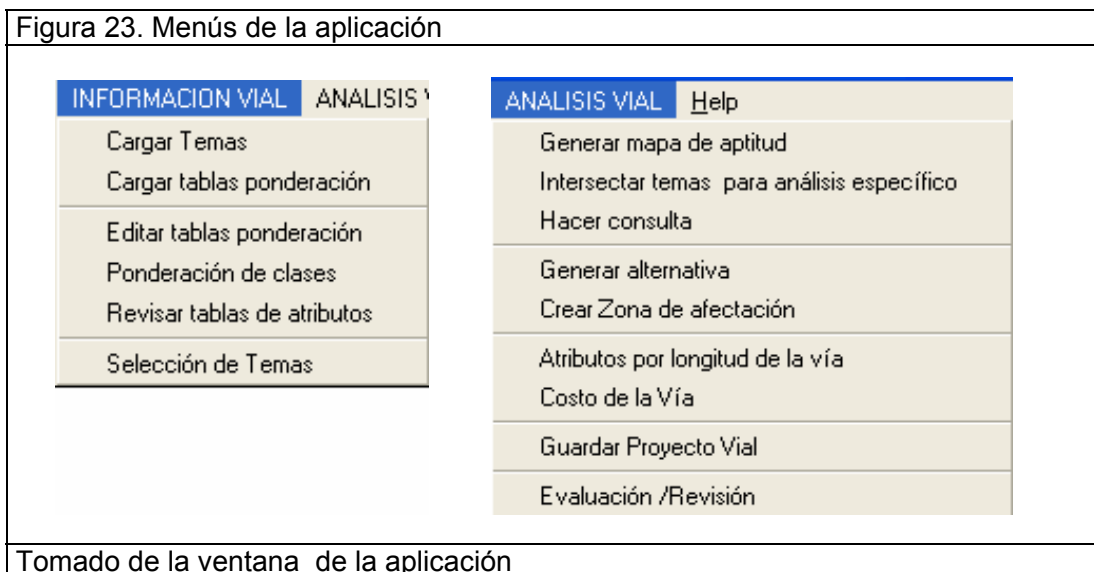 Figura 23. Menús de la aplicación
INFORMACION VIAL ANALISIS
Cargar Temas
Cargar tablas ponderación
Editar tablas ponderación
Ponderación de clases
Revisar tablas de atributos
Selección de Temas
ANALISIS VIAL Help
Generar mapa de aptitud
Intersectar temas para análisis específico
Hacer consulta
Generar alternativa
Crear Zona de afectación
Atributos por longitud de la vía
Costo de la Vía
Guardar Proyecto Vial
Evaluación /Revisión
Tomado de la ventana de la aplicación